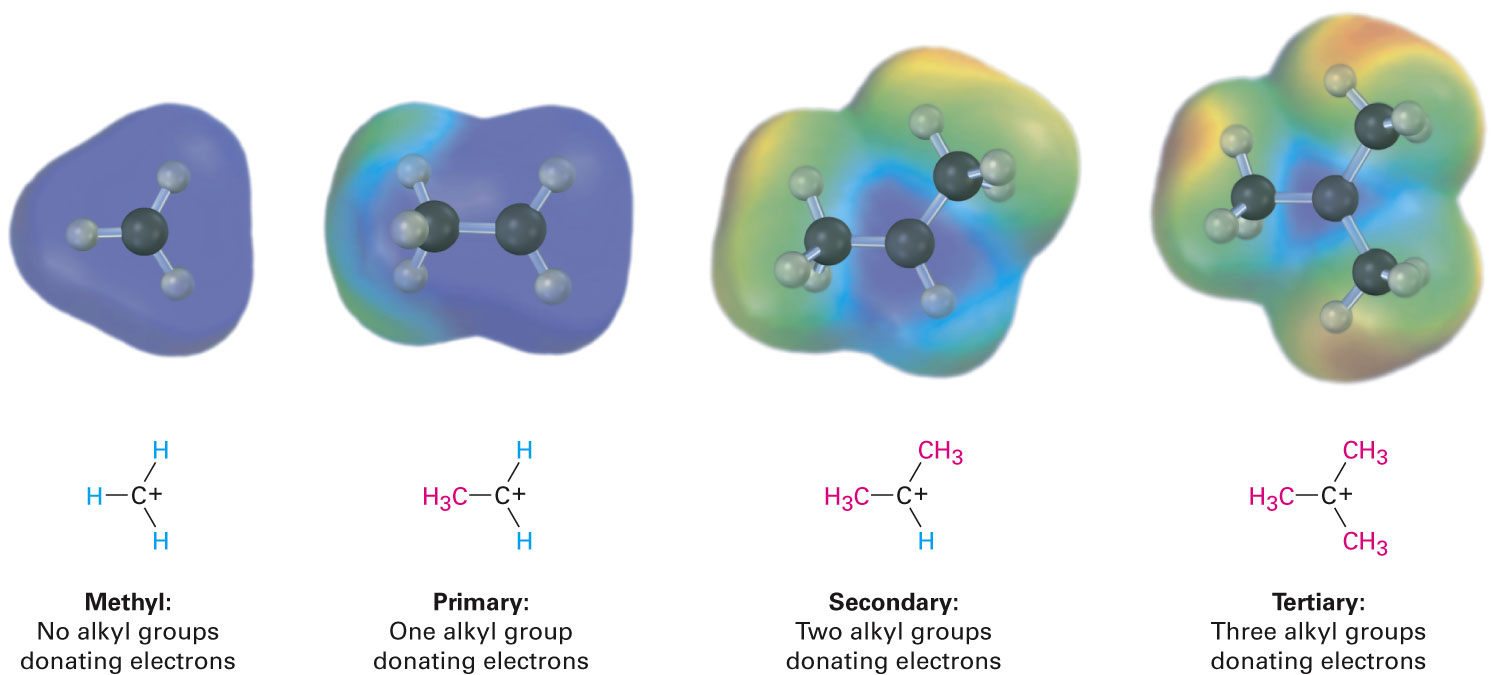 H
H—C+
H
H
H₃C—C+
H
CH₃
H₃C—C+
H
CH₃
H₃C—C+
CH₃
Methyl:
No alkyl groups
donating electrons
Primary:
One alkyl group
donating electrons
Secondary:
Two alkyl groups
donating electrons
Tertiary:
Three alkyl groups
donating electrons